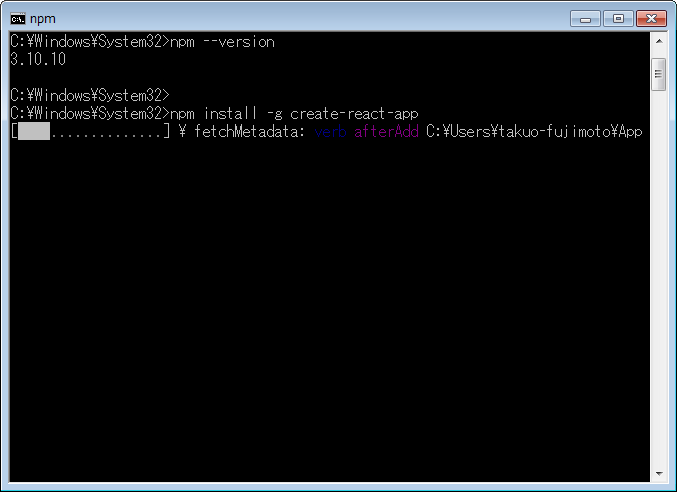 npm
C:¥Windows¥System32>npm --version
3.10.10
C:¥Windows¥System32>
C:¥Windows¥System32>npm install -g create-react-app
[ ..............] ¥ fetchMetadata: verb afterAdd C:¥Users¥takuo-fujimoto¥App